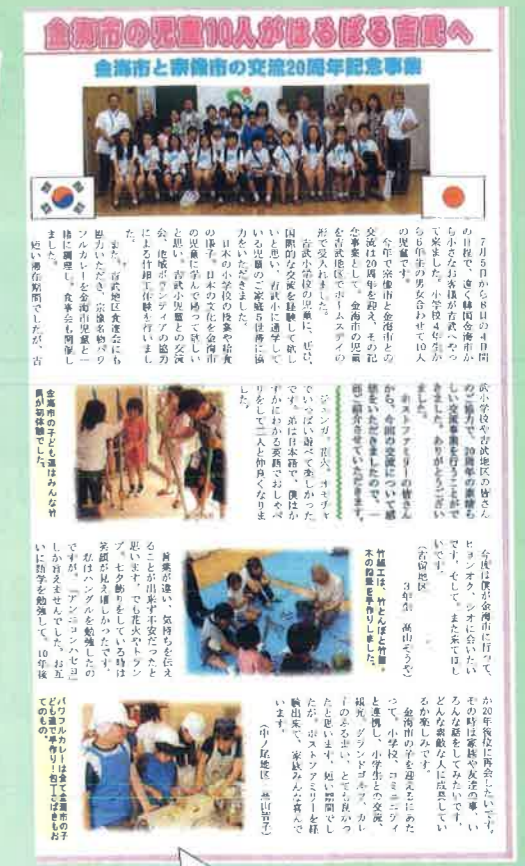 金海市の児童10人がはるばる吉武へ
金海市と宗像市の交流20周年記念事業
7月5日から8日の4日間
の日程で、遠く韓国金海市か
ら小さなお客様が吉武へやっ
て来ました。小学校4年生か
ら6年生の男女合わせて10人
の児童です。
今年で宗像市と金海市との
交流は20周年を迎え、その記
念事業として、金海市の児童
を吉武地区でホームステイの
形で受入れました。
吉武小学校の児童に、ぜひ、
国際的な交流を経験して欲し
いと思い、吉武小に通学して
いる児童のご家庭5世帯に協
力をいただきました。
日本の小学校の授業や給食
の様子、日本の文化を金海市
の児童に学んで帰って欲しい
と思い、吉武小児童との交流
会、地域ボランティアの協力
による竹細工体験を行いまし
た。
また、吉武地区食進会にも
協力いただき、宗像名物パワ
フルカレーを金海市児童と一
緒に調理し、食事会も開催し
ました。
短い滞在期間でしたが、吉
武小学校や吉武地区の皆さん
のご協力で、20周年の素晴ら
しい交流事業を行うことがで
きました。ありがとうござい
ました。
ホストファミリーの皆さん
から、今回の交流について感
想をいただきましたので、一
部ご紹介させていただきます。
ジェンガ、花火、オモチャ
でいっぱい遊べて楽しかった
です。弟は日本語で、僕はか
すかにわかる英語でおしゃべ
りをして二人と仲良くなりま
した。
金海市の子ども達はみんな竹
馬が初体験でした。
今度は僕が金海市に行って、
ヒョンオク、シオに会いたい
です。そして、また来てほし
いです。
3年生 高山そうや
(吉留地区)
竹細工は、竹とんぼと竹笛。
木の鉛筆を手作りしました。
言葉が違い、気持ちを伝え
ることが出来ず不安だったと
思います。でも花火やトラン
プ、七夕飾りをしている時は
笑顔が見え嬉しかったです。
私はハングルを勉強したの
ですが、「アンニョンハセヨ」
しか言えませんでした。お互
いに語学を勉強して、10年後
か20年後位に再会したいです。
その時は家族や友達の事、い
ろんな話をしてみたいです。
どんな素敵な人に成長してい
るか楽しみです。
金海市の子を迎えるにあた
って、小学校、コミュニティ
と連携し、小学生との交流、
観光、グランドゴルフ、カレ
ーのふるまい、とても良かっ
たと思います。短い期間でし
たが、ホストファミリーを経
験出来て、家族みんな喜んで
います。
(中ノ尾地区
パワフルカレーは全て金海市の子
ども達で手作り!包丁さばきもお
てのもの。